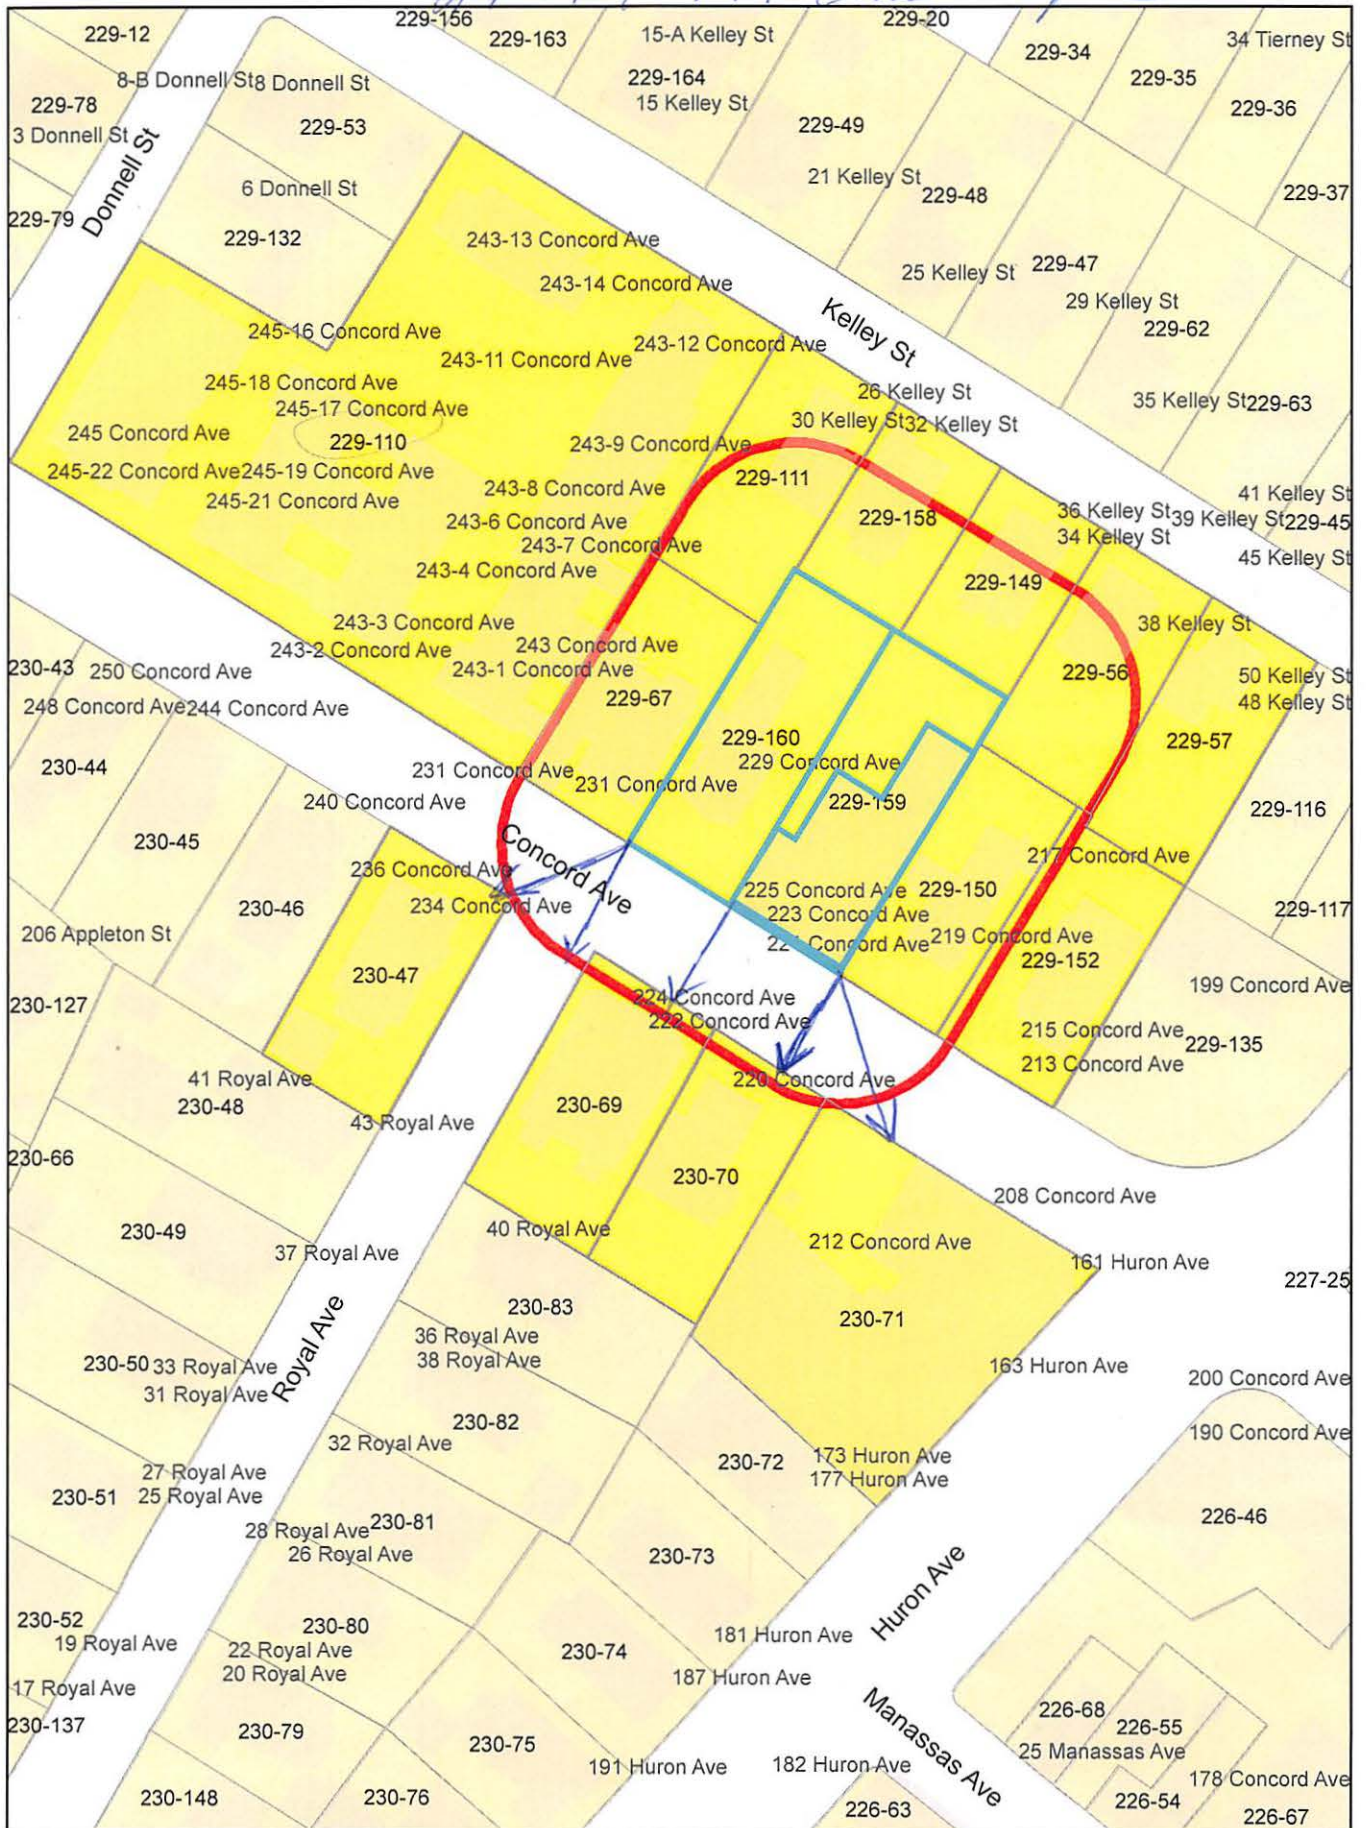 229-156
229-20
229-12
229-163
15-A Kelley St
229-34
34 Tierney St
8-B Donnell St
8 Donnell St
229-164
229-35
229-78
15 Kelley St
229-36
3 Donnell St
229-53
229-49
Donnell St
6 Donnell St
21 Kelley St
229-48
229-37
229-79
229-132
243-13 Concord Ave
25 Kelley St
229-47
243-14 Concord Ave
29 Kelley St
Kelley St
229-62
245-16 Concord Ave
243-12 Concord Ave
243-11 Concord Ave
245-18 Concord Ave
26 Kelley St
35 Kelley St
229-63
245-17 Concord Ave
30 Kelley St
32 Kelley St
245 Concord Ave
229-110
243-9 Concord Ave
245-22 Concord Ave
245-19 Concord Ave
229-111
243-8 Concord Ave
41 Kelley St
245-21 Concord Ave
36 Kelley St
39 Kelley St
229-45
243-6 Concord Ave
229-158
34 Kelley St
243-7 Concord Ave
45 Kelley St
243-4 Concord Ave
229-149
243-3 Concord Ave
38 Kelley St
243-2 Concord Ave
243 Concord Ave
230-43
250 Concord Ave
243-1 Concord Ave
229-56
50 Kelley St
248 Concord Ave
244 Concord Ave
229-67
48 Kelley St
229-160
229-57
230-44
231 Concord Ave
229 Concord Ave
231 Concord Ave
240 Concord Ave
229-159
229-116
230-45
Concord Ave
217 Concord Ave
236 Concord Ave
225 Concord Ave
229-150
230-46
234 Concord Ave
223 Concord Ave
229-117
206 Appleton St
Concord Ave
219 Concord Ave
229-152
230-47
199 Concord Ave
230-127
224 Concord Ave
222 Concord Ave
215 Concord Ave
229-135
213 Concord Ave
41 Royal Ave
220 Concord Ave
230-48
230-69
43 Royal Ave
230-66
230-70
208 Concord Ave
230-49
40 Royal Ave
212 Concord Ave
37 Royal Ave
161 Huron Ave
227-25
230-83
230-71
Royal Ave
36 Royal Ave
230-50
33 Royal Ave
38 Royal Ave
163 Huron Ave
200 Concord Ave
31 Royal Ave
230-82
190 Concord Ave
32 Royal Ave
230-72
173 Huron Ave
27 Royal Ave
177 Huron Ave
230-51
25 Royal Ave
226-46
28 Royal Ave
230-81
26 Royal Ave
230-73
Huron Ave
230-52
230-80
19 Royal Ave
22 Royal Ave
230-74
181 Huron Ave
20 Royal Ave
187 Huron Ave
17 Royal Ave
Manassas Ave
226-68
230-137
230-79
226-55
230-75
25 Manassas Ave
191 Huron Ave
182 Huron Ave
178 Concord Ave
230-148
230-76
226-63
226-54
226-67